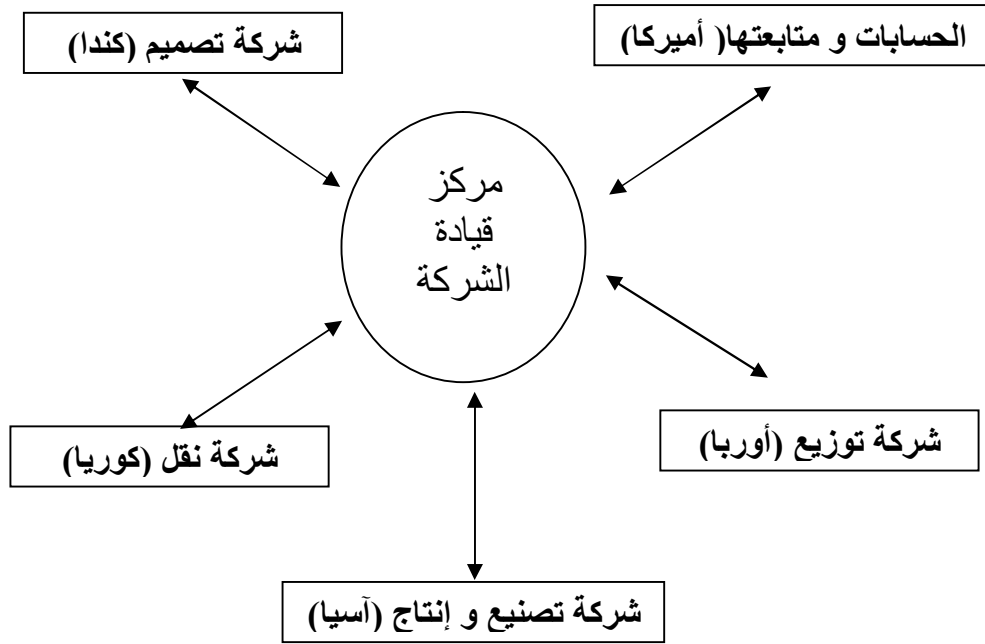 الحسابات و متابعتها( أميركا)
شركة تصميم (كندا)
مركز
قيادة
الشركة
شركة توزيع (أوربا)
شركة نقل (كوريا)
شركة تصنيع و إنتاج (آسيا)